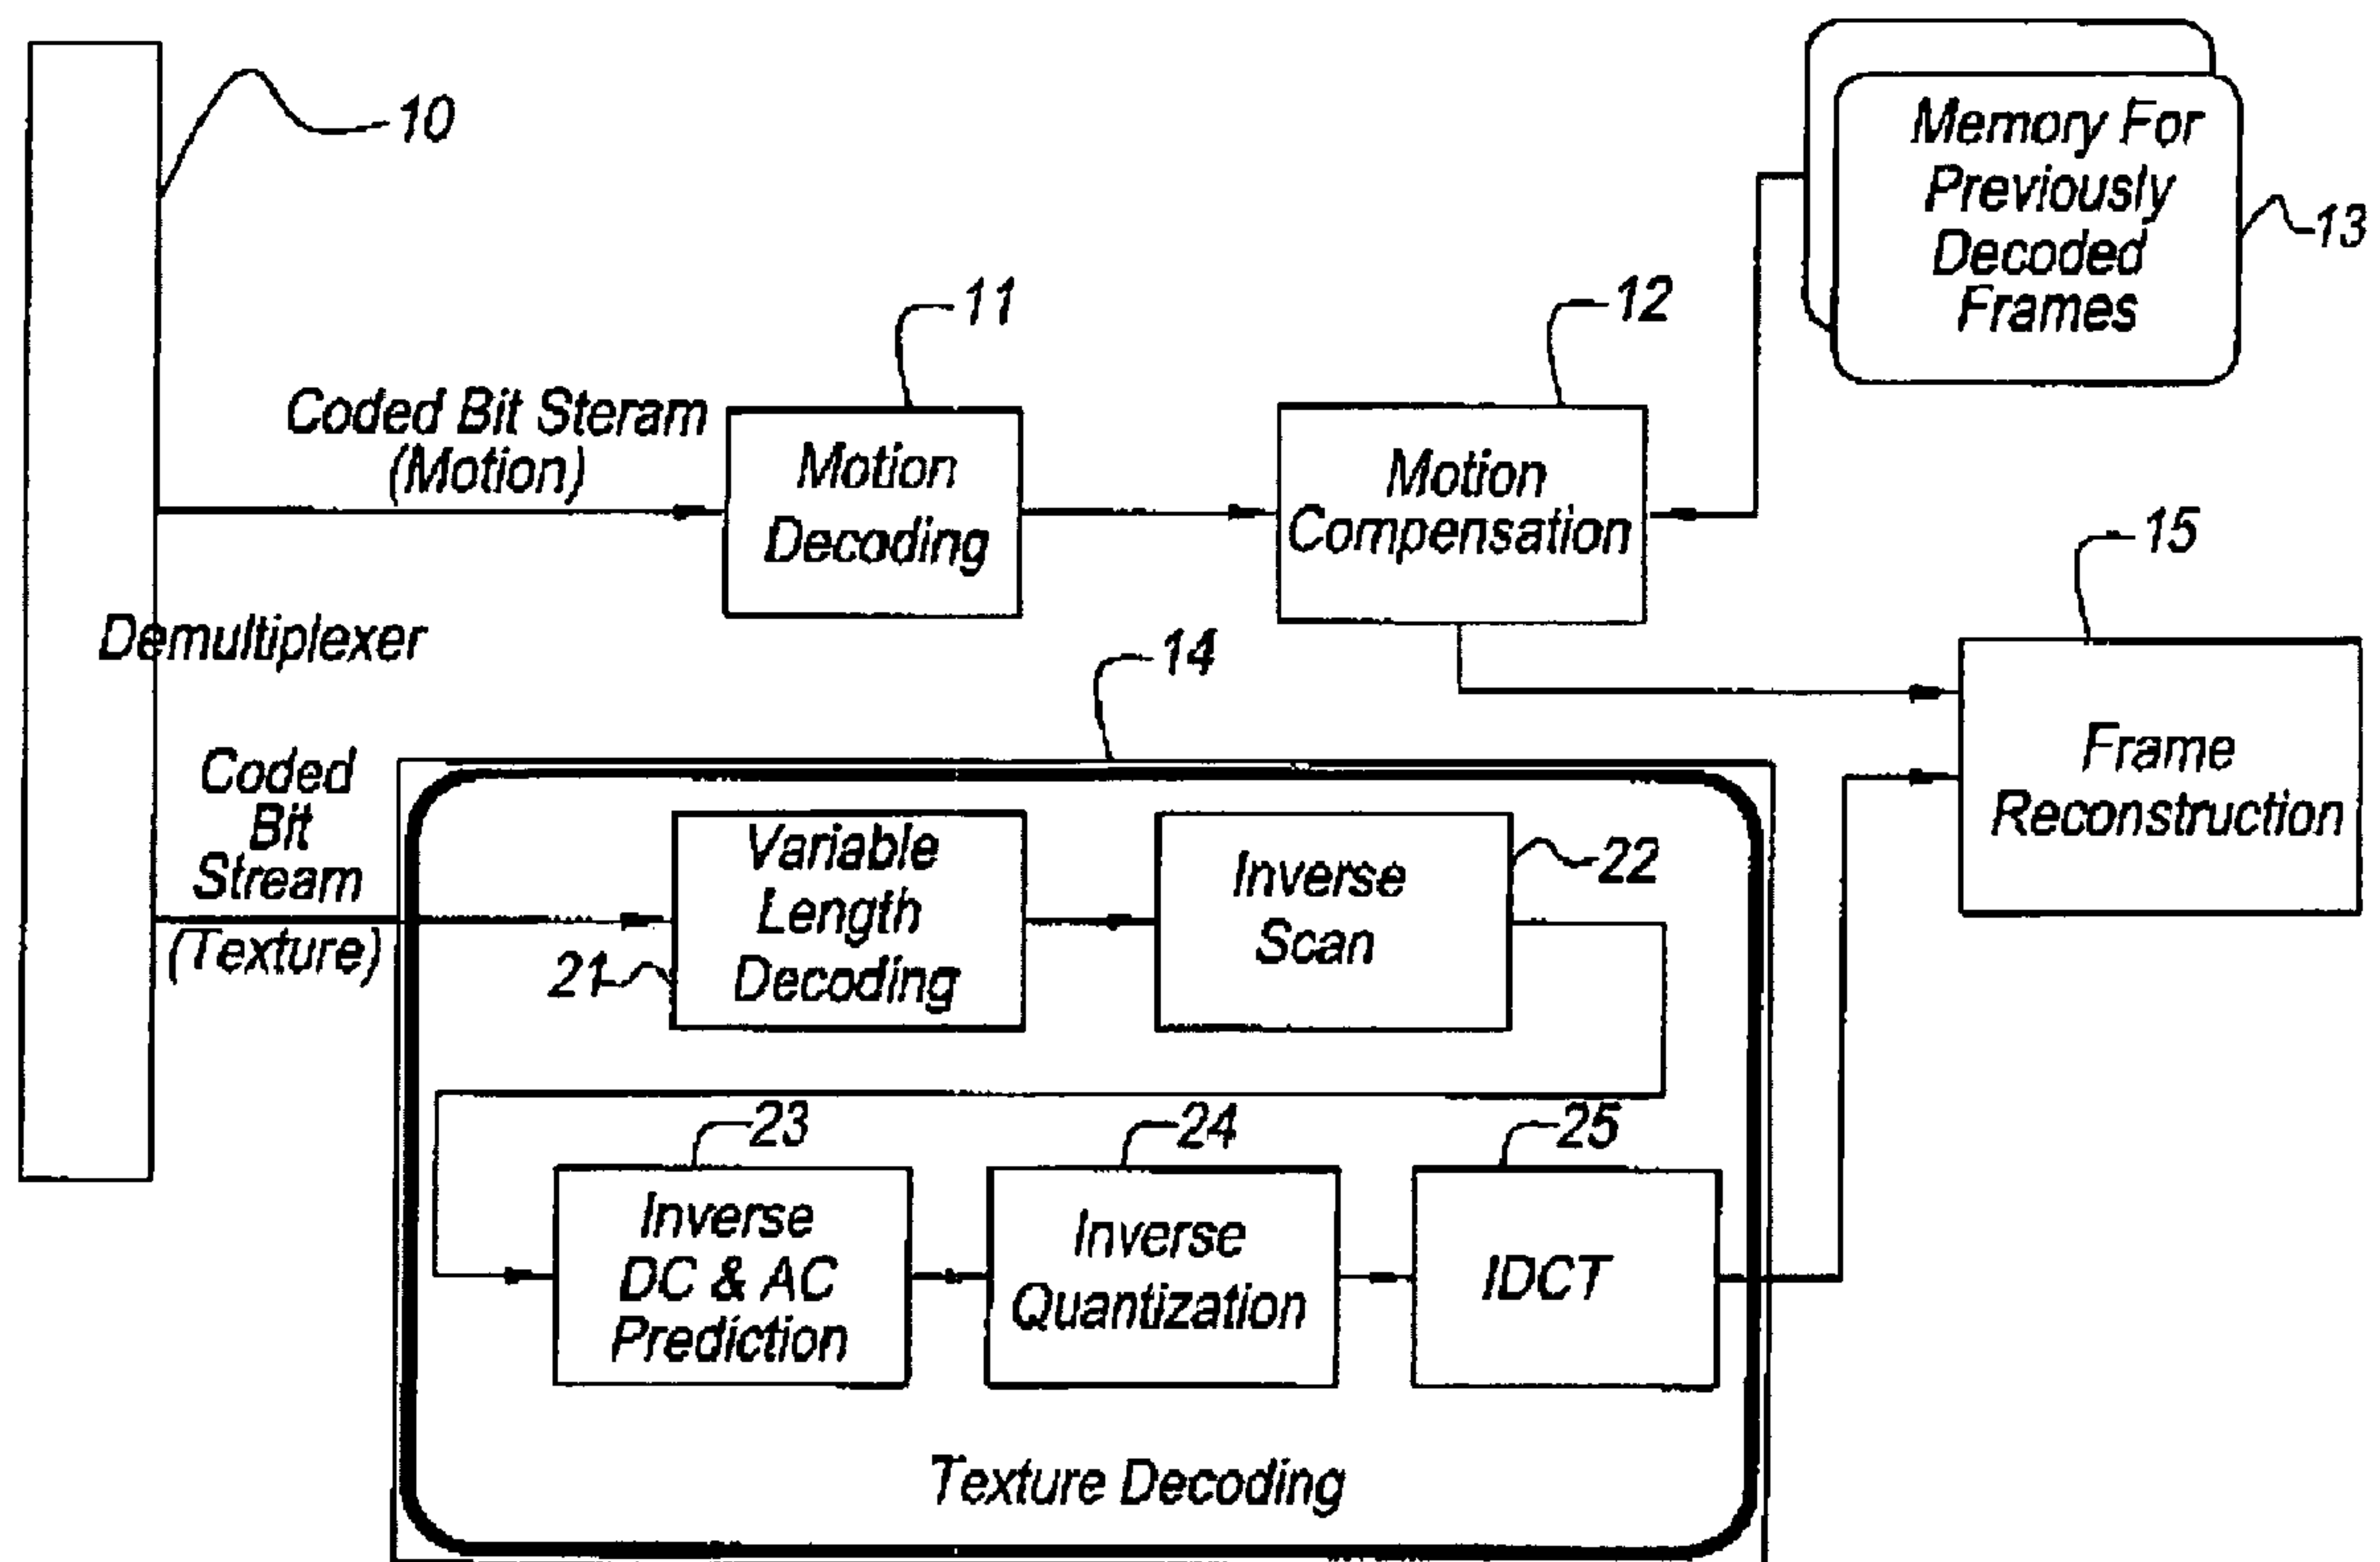 10
Memory For
Previously
Decoded
Frames
13
11
12
Coded Bit Steram
(Motion)
Motion
Decoding
Motion
Compensation
15
Demultiplexer
14
Frame
Reconstruction
Coded
Bit
Stream
(Texture)
Variable
Length
Decoding
21
Inverse
Scan
22
23
24
25
Inverse
DC & AC
Prediction
Inverse
Quantization
IDCT
Texture Decoding